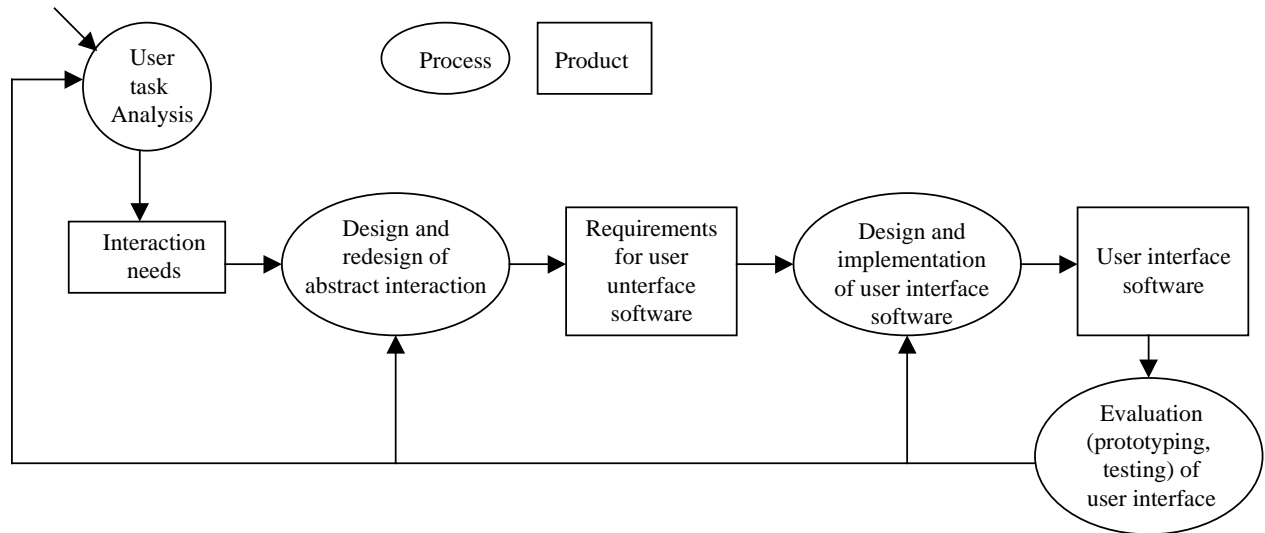 User
task
Analysis
Process
Product
Interaction
needs
Design and
redesign of
abstract interaction
Requirements
for user
unterface
software
Design and
implementation
of user interface
software
User interface
software
Evaluation
(prototyping,
testing) of
user interface